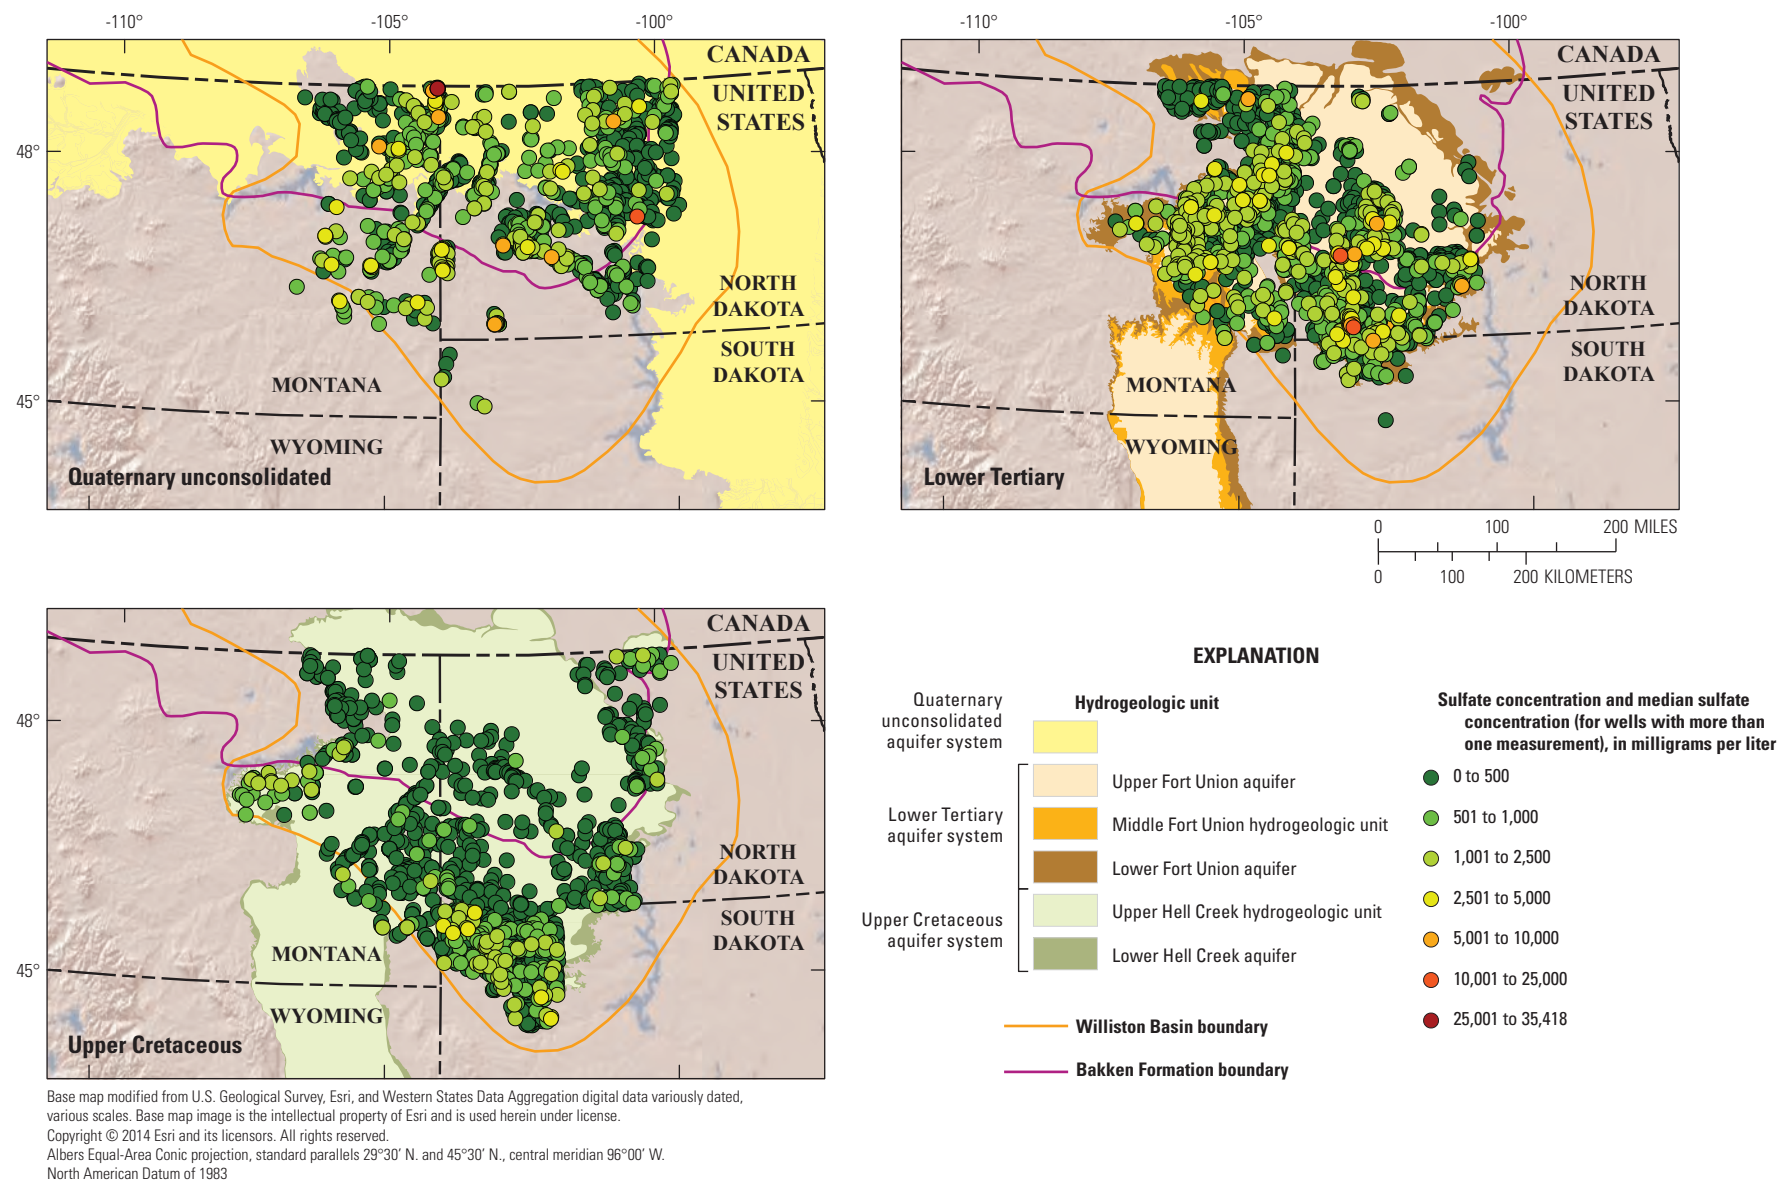 -110°
-105°
-100°
CANADA
UNITED
STATES
48°
NORTH
DAKOTA
SOUTH
DAKOTA
MONTANA
45°
WYOMING
Quaternary unconsolidated
-110°
-105°
-100°
CANADA
UNITED
STATES
NORTH
DAKOTA
SOUTH
DAKOTA
MONTANA
WYOMING
Lower Tertiary
0 100 200 MILES
0 100 200 KILOMETERS
CANADA
UNITED
STATES
48°
NORTH
DAKOTA
SOUTH
DAKOTA
MONTANA
45°
WYOMING
Upper Cretaceous
EXPLANATION
Hydrogeologic unit
Quaternary
unconsolidated
aquifer system
Lower Tertiary
aquifer system
Upper Fort Union aquifer
Middle Fort Union hydrogeologic unit
Lower Fort Union aquifer
Upper Cretaceous
aquifer system
Upper Hell Creek hydrogeologic unit
Lower Hell Creek aquifer
Williston Basin boundary
Bakken Formation boundary
Sulfate concentration and median sulfate
concentration (for wells with more than
one measurement), in milligrams per liter
0 to 500
501 to 1,000
1,001 to 2,500
2,501 to 5,000
5,001 to 10,000
10,001 to 25,000
25,001 to 35,418
Base map modified from U.S. Geological Survey, Esri, and Western States Data Aggregation digital data variously dated,
various scales. Base map image is the intellectual property of Esri and is used herein under license.
Copyright © 2014 Esri and its licensors. All rights reserved.
Albers Equal-Area Conic projection, standard parallels 29°30′ N. and 45°30′ N., central meridian 96°00′ W.
North American Datum of 1983